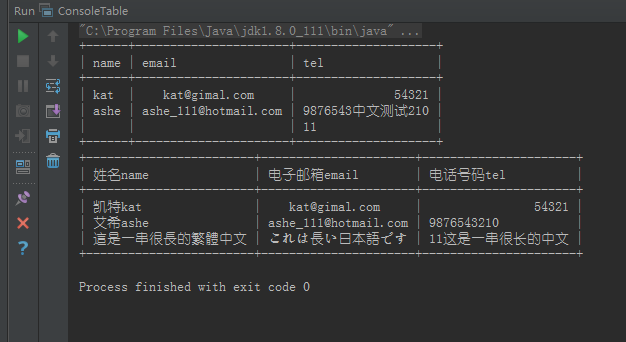 Run ConsoleTable
"C:\Program Files\Java\jdk1.8.0_111\bin\java" ...
+------+------------------+------------------+
| name | email            | tel              |
+------+------------------+------------------+
| kat  |   kat@gimal.com  |            54321 |
| ashe | ashe_111@hotmail.com | 9876543中文测试210 |
|      |                  | 11               |
+------+------------------+------------------+
| 姓名name | 电子邮箱email | 电话号码tel |
+------+------------------+------------------+
| 凯特kat | kat@gimal.com | 54321 |
| 艾希ashe | ashe_111@hotmail.com | 9876543210 |
| 這是一串很長的繁體中文 | これは長い日本語です | 11这是一串很长的中文 |
+------+------------------+------------------+
Process finished with exit code 0